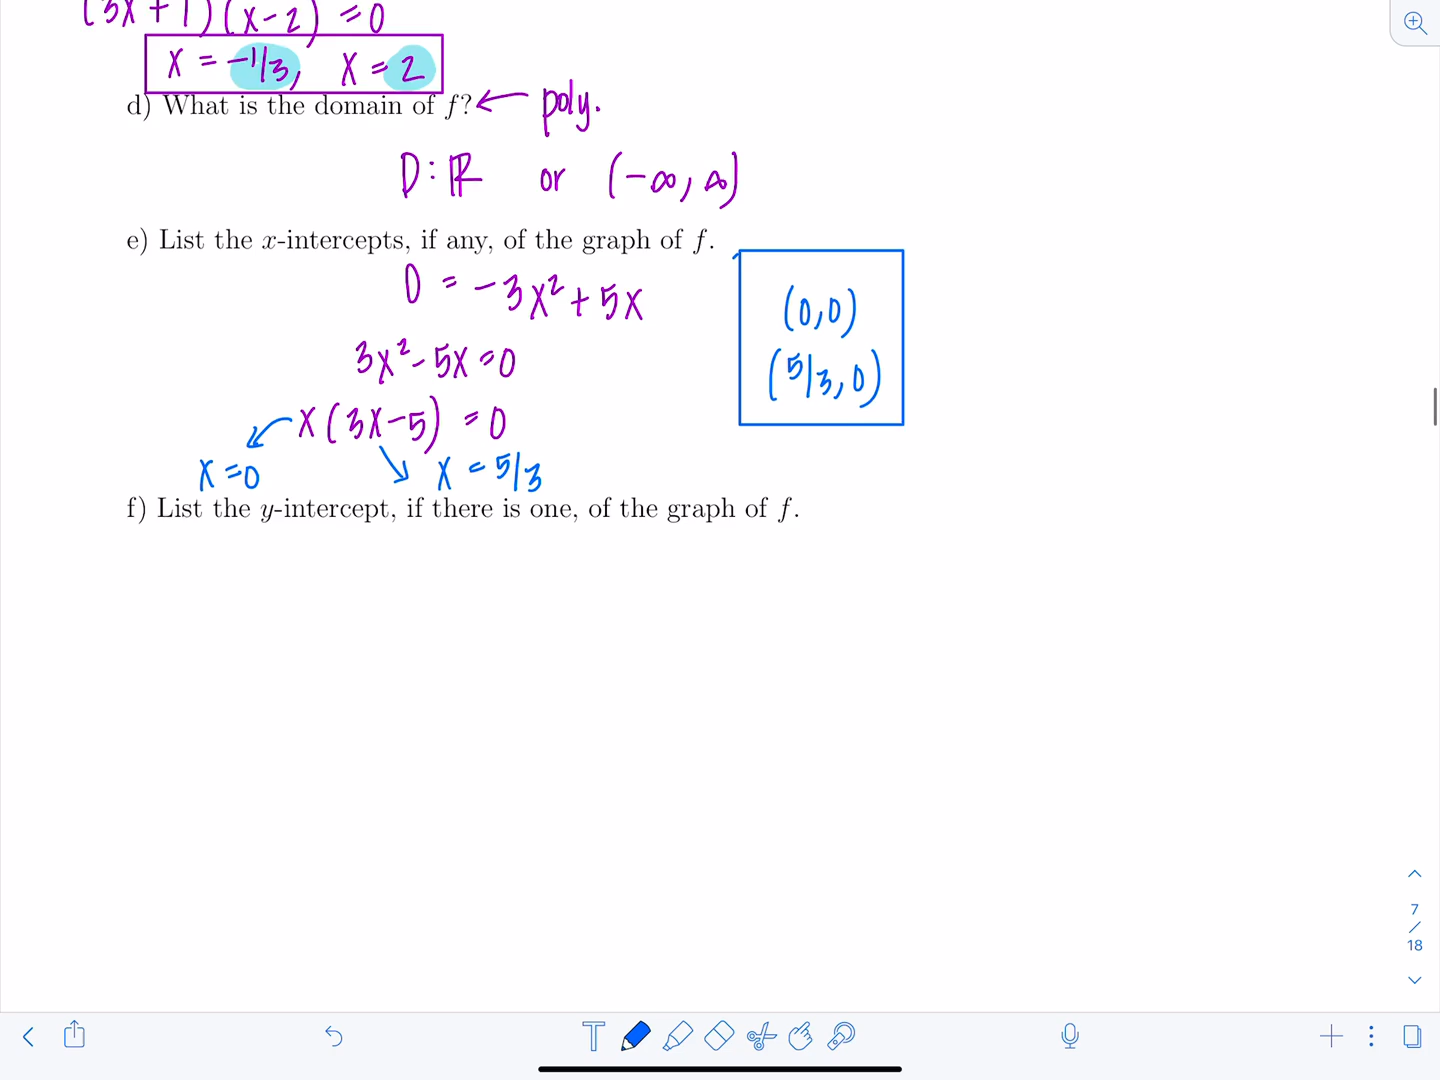 (3x + 1)(x - 2) = 0
x = -1/3, x = 2
d) What is the domain of f? ← poly.
D: ℝ or (-∞, ∞)
e) List the x-intercepts, if any, of the graph of f.
0 = -3x² + 5x
(0,0)
3x² - 5x = 0
(5/3, 0)
x(3x - 5) = 0
x = 0 x = 5/3
f) List the y-intercept, if there is one, of the graph of f.
7
/
18
T